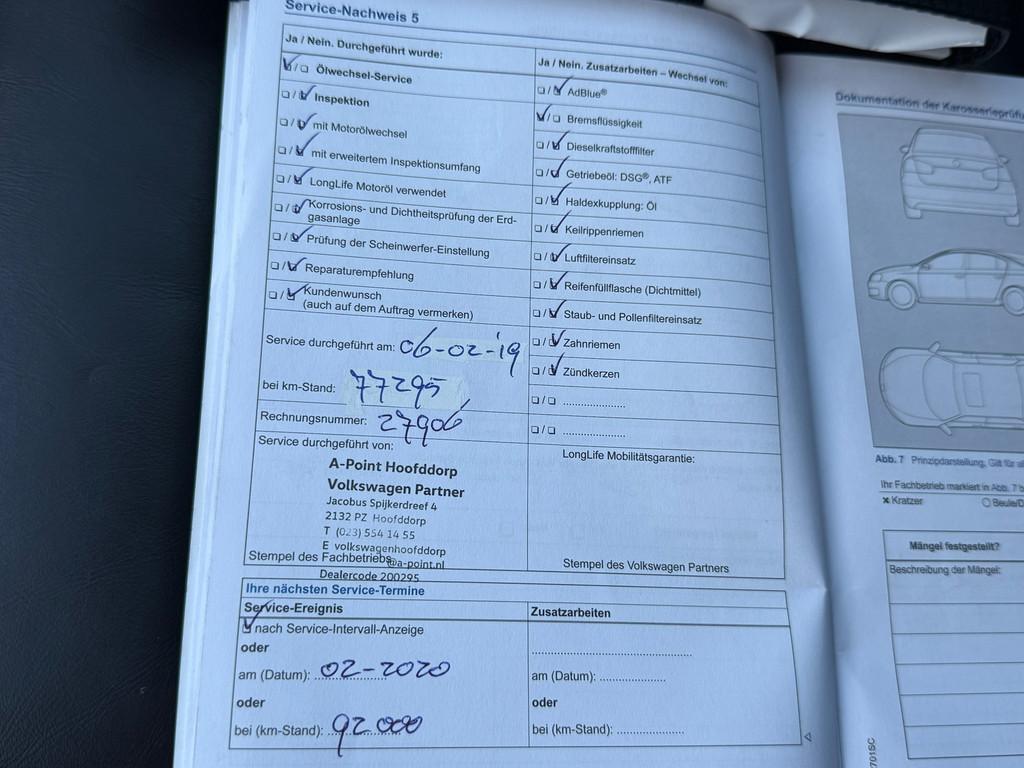 Service-Nachweis 5
Ja / Nein. Durchgeführt wurde:
Ölwechsel-Service
Inspektion
mit Motorölwechsel
mit erweitertem Inspektionsumfang
LongLife Motoröl verwendet
Korrosions- und Dichtheitsprüfung der Erd-
gasanlage
Prüfung der Scheinwerfer-Einstellung
Reparaturempfehlung
Kundenwunsch
(auch auf dem Auftrag vermerken)
Service durchgeführt am: 06-02-'19
bei km-Stand: 77295
Rechnungsnummer: 27906
Service durchgeführt von:
A-Point Hoofddorp
Volkswagen Partner
Jacobus Spijkerdreef 4
2132 PZ Hoofddorp
T (023) 554 14 55
E volkswagenhoofddorp
@a-point.nl
Stempel des Fachbetriebs
Dealercode 200295
Ja / Nein. Zusatzarbeiten – Wechsel von:
AdBlue®
Bremsflüssigkeit
Dieselkraftstofffilter
Getriebeöl: DSG®, ATF
Haldexkupplung: Öl
Keilrippenriemen
Luftfiltereinsatz
Reifenfüllflasche (Dichtmittel)
Staub- und Pollenfiltereinsatz
Zahnriemen
Zündkerzen
LongLife Mobilitätsgarantie:
Stempel des Volkswagen Partners
Ihre nächsten Service-Termine
Service-Ereignis
nach Service-Intervall-Anzeige
oder
am (Datum): 02-2020
oder
bei (km-Stand): 92.000
Zusatzarbeiten
am (Datum):
oder
bei (km-Stand):
Dokumentation der
Abb. 7 Prinzipdarstellung, Gilt für
Ihr Fachbetrieb markiert in Abb. 7
Kratzer
Mängel festgestellt?
Beschreibung der Mängel: